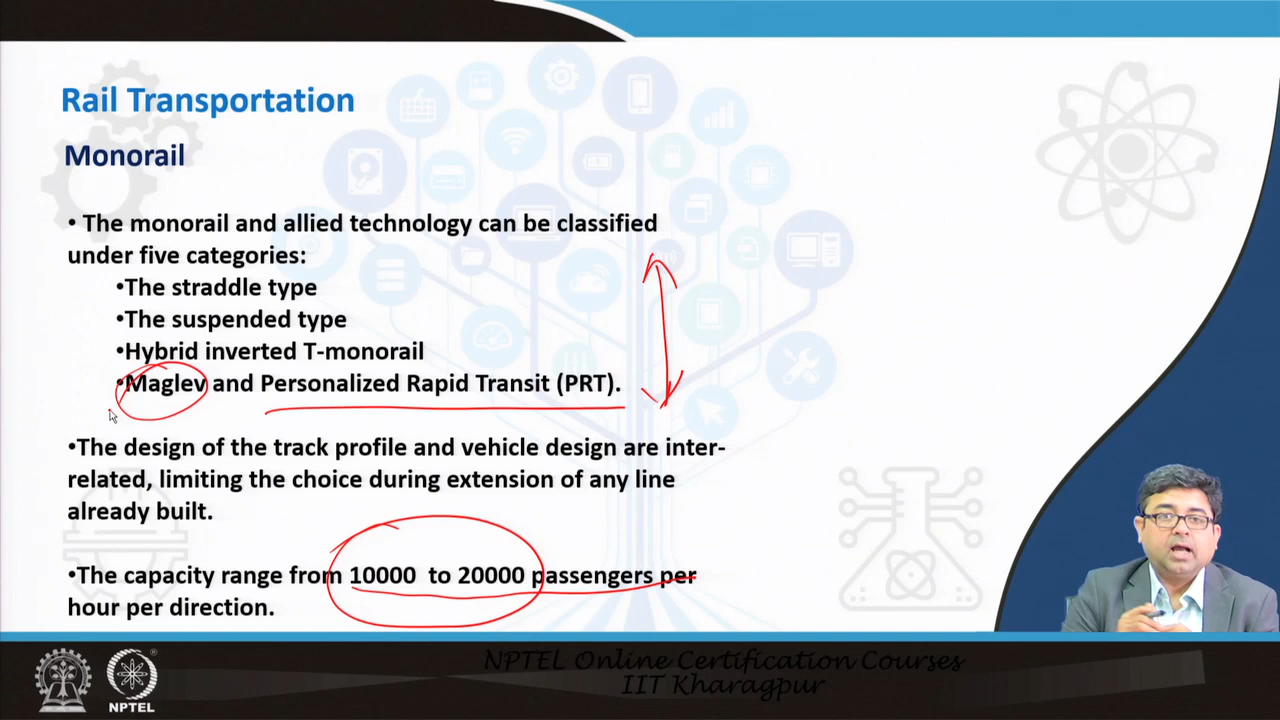 Rail Transportation
Monorail
• The monorail and allied technology can be classified
under five categories:
•The straddle type
•The suspended type
•Hybrid inverted T-monorail
•Maglev and Personalized Rapid Transit (PRT).
•The design of the track profile and vehicle design are inter-
related, limiting the choice during extension of any line
already built.
•The capacity range from 10000 to 20000 passengers per
hour per direction.
NPTEL Online Certification Courses
IIT Kharagpur
NPTEL